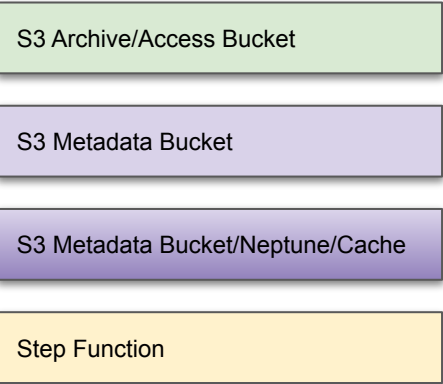 S3 Archive/Access Bucket
S3 Metadata Bucket
S3 Metadata Bucket/Neptune/Cache
Step Function